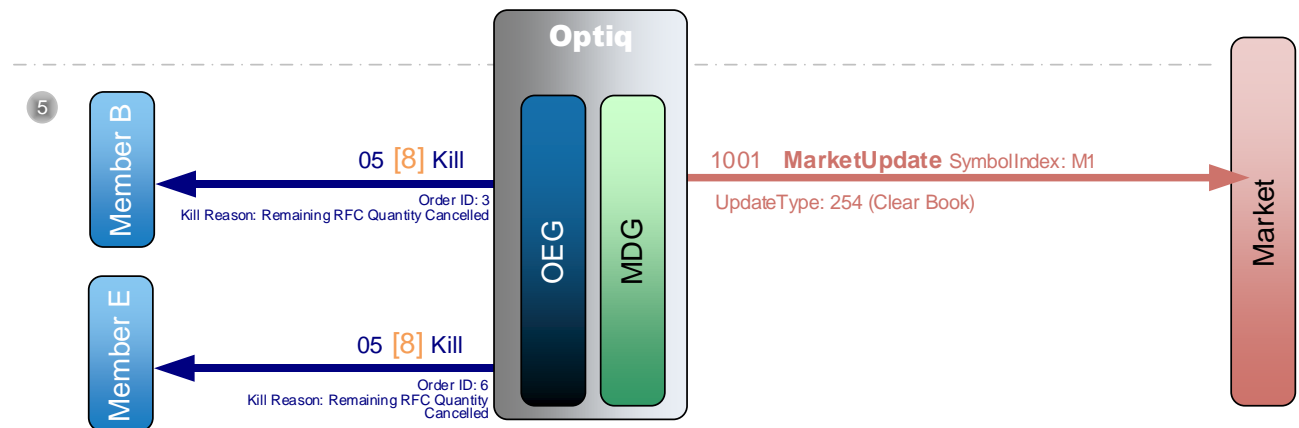 Optiq
5
Member B
05 [8] Kill
Order ID: 3
Kill Reason: Remaining RFC Quantity Cancelled
OEG
MDG
1001 MarketUpdate SymbolIndex: M1
UpdateType: 254 (Clear Book)
Market
Member E
05 [8] Kill
Order ID: 6
Kill Reason: Remaining RFC Quantity
Cancelled